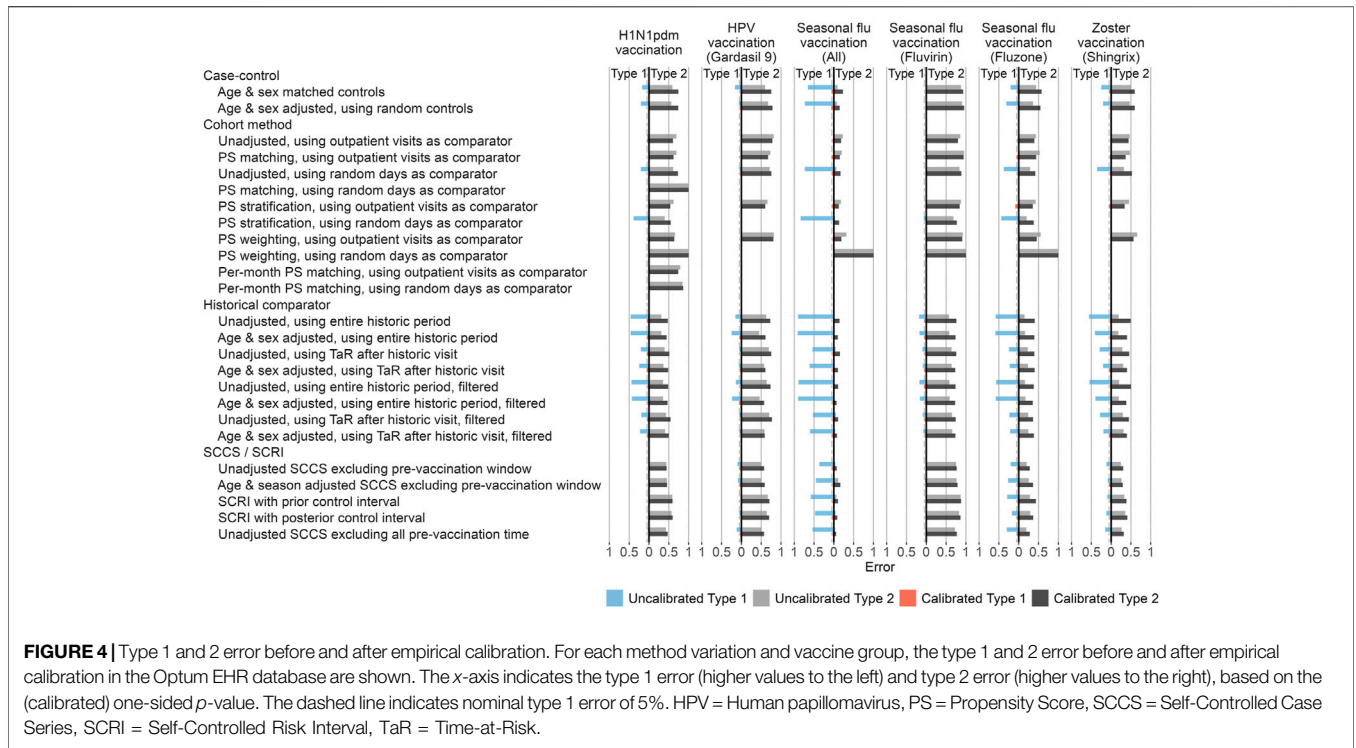 H1N1pdm
vaccination
HPV
vaccination
(Gardasil 9)
Seasonal flu
vaccination
(All)
Seasonal flu
vaccination
(Fluvirin)
Seasonal flu
vaccination
(Fluzone)
Zoster
vaccination
(Shingrix)
Case-control Type 1 Type 2 Type 1 Type 2 Type 1 Type 2 Type 1 Type 2 Type 1 Type 2 Type 1 Type 2
Age & sex matched controls
Age & sex adjusted, using random controls
Cohort method
Unadjusted, using outpatient visits as comparator
PS matching, using outpatient visits as comparator
Unadjusted, using random days as comparator
PS matching, using random days as comparator
PS stratification, using outpatient visits as comparator
PS stratification, using random days as comparator
PS weighting, using outpatient visits as comparator
PS weighting, using random days as comparator
Per-month PS matching, using outpatient visits as comparator
Per-month PS matching, using random days as comparator
Historical comparator
Unadjusted, using entire historic period
Age & sex adjusted, using entire historic period
Unadjusted, using TaR after historic visit
Age & sex adjusted, using TaR after historic visit
Unadjusted, using entire historic period, filtered
Age & sex adjusted, using entire historic period, filtered
Unadjusted, using TaR after historic visit, filtered
Age & sex adjusted, using TaR after historic visit, filtered
SCCS / SCRI
Unadjusted SCCS excluding pre-vaccination window
Age & season adjusted SCCS excluding pre-vaccination window
SCRI with prior control interval
SCRI with posterior control interval
Unadjusted SCCS excluding all pre-vaccination time
1 0.5 0 0.5 1 1 0.5 0 0.5 1 1 0.5 0 0.5 1 1 0.5 0 0.5 1 1 0.5 0 0.5 1 1 0.5 0 0.5 1
Error
Uncalibrated Type 1 Uncalibrated Type 2 Calibrated Type 1 Calibrated Type 2
FIGURE 4 | Type 1 and 2 error before and after empirical calibration. For each method variation and vaccine group, the type 1 and 2 error before and after empirical
calibration in the Optum EHR database are shown. The x-axis indicates the type 1 error (higher values to the left) and type 2 error (higher values to the right), based on the
(calibrated) one-sided p-value. The dashed line indicates nominal type 1 error of 5%. HPV = Human papillomavirus, PS = Propensity Score, SCCS = Self-Controlled Case
Series, SCRI = Self-Controlled Risk Interval, TaR = Time-at-Risk.